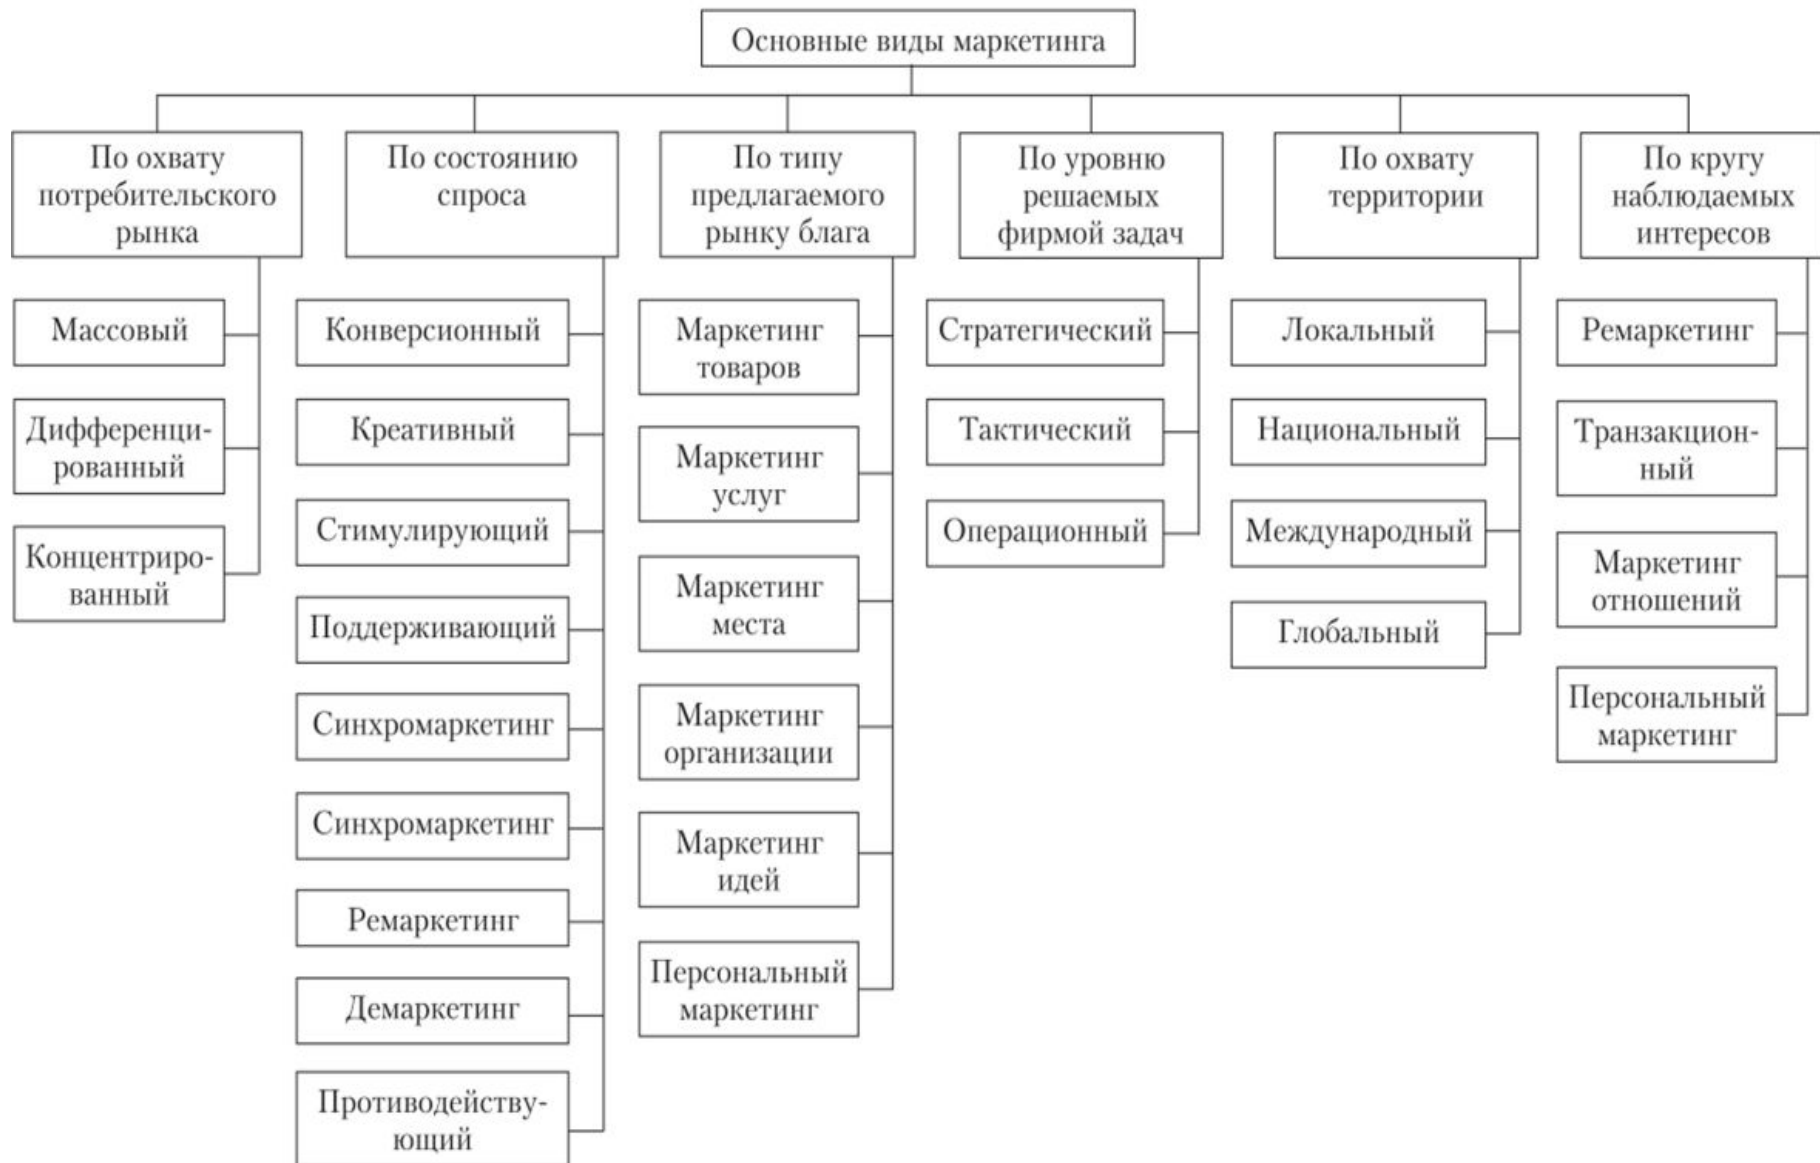 Основные виды маркетинга
По охвату
потребительского
рынка
Массовый
Дифференци-
рованный
Концентриро-
ванный
По состоянию
спроса
Конверсионный
Креативный
Стимулирующий
Поддерживающий
Синхромаркетинг
Синхромаркетинг
Ремаркетинг
Демаркетинг
Противодейству-
ющий
По типу
предлагаемого
рынку блага
Маркетинг
товаров
Маркетинг
услуг
Маркетинг
места
Маркетинг
организации
Маркетинг
идей
Персональный
маркетинг
По уровню
решаемых
фирмой задач
Стратегический
Тактический
Операционный
По охвату
территории
Локальный
Национальный
Международный
Глобальный
По кругу
наблюдаемых
интересов
Ремаркетинг
Транзакцион-
ный
Маркетинг
отношений
Персональный
маркетинг